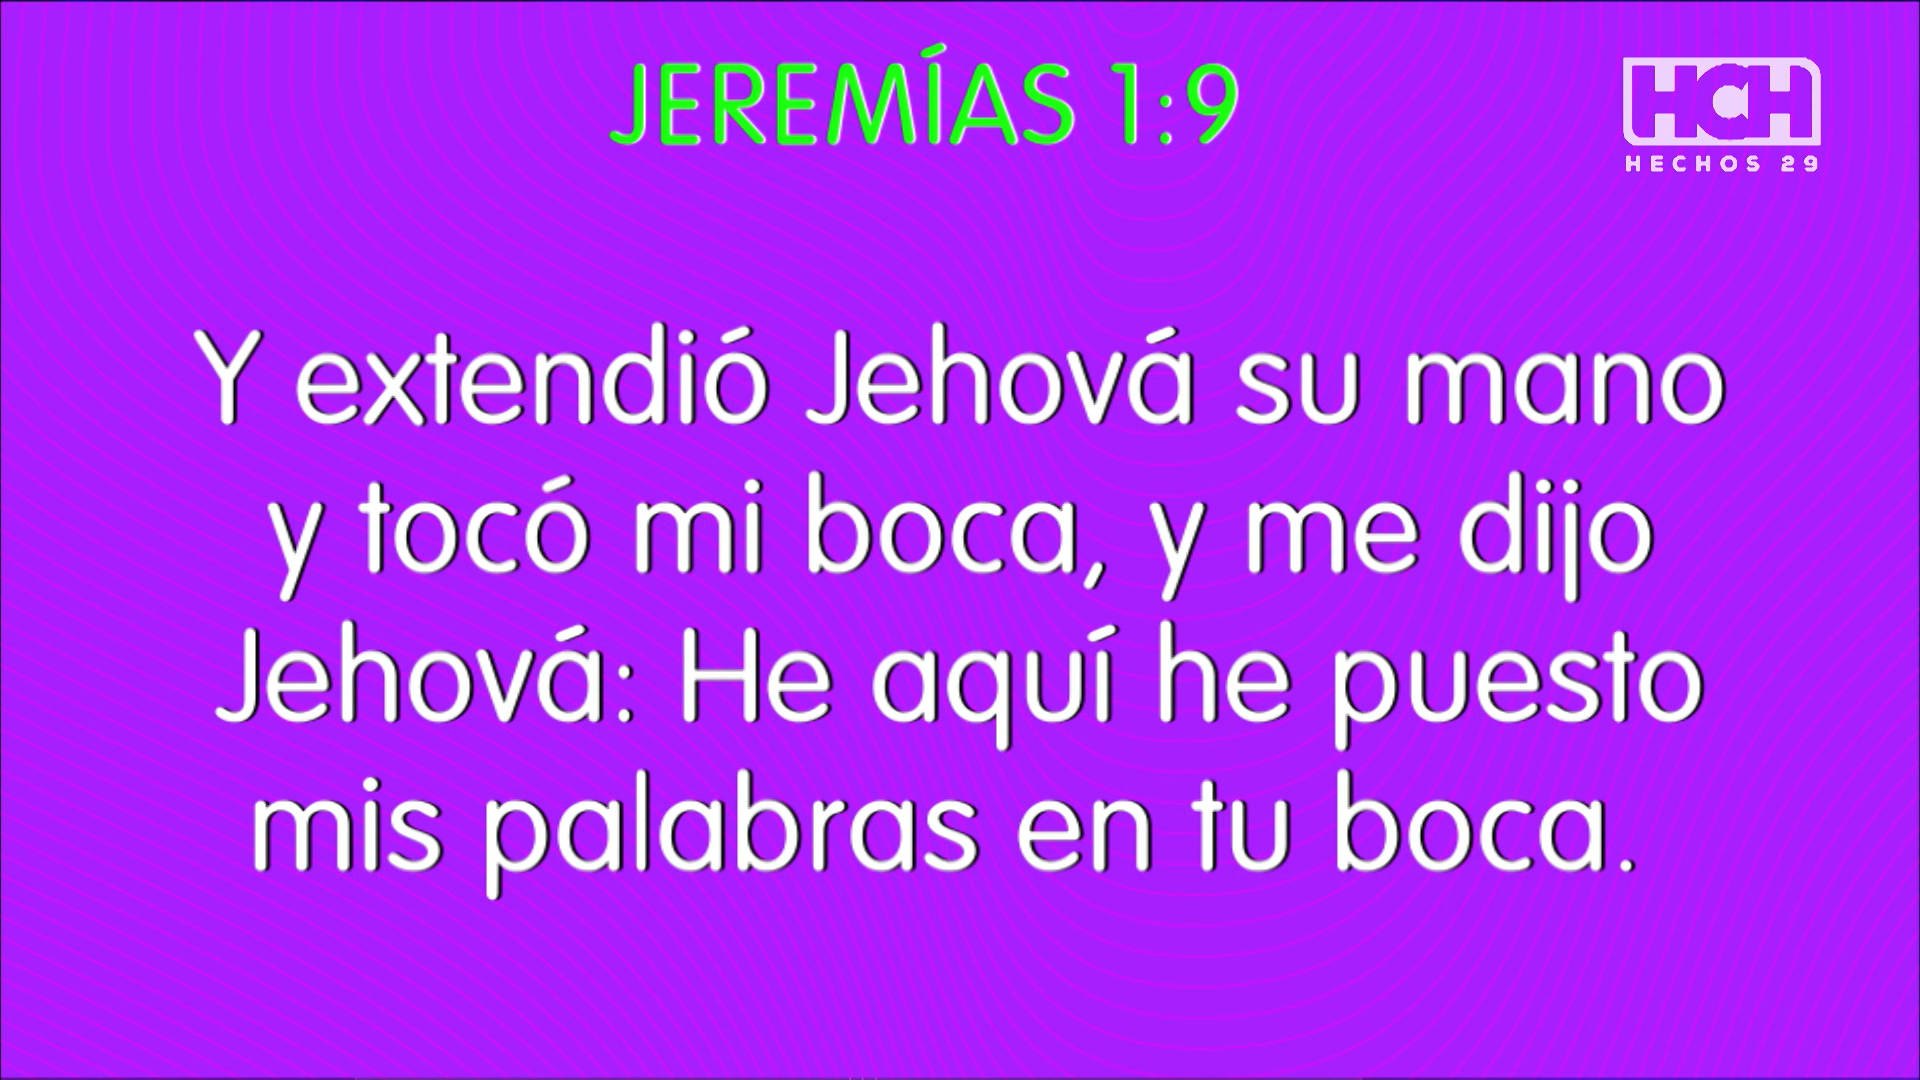 JEREMÍAS 1:9
HCH
HECHOS 29
Y extendió Jehová su mano
y tocó mi boca, y me dijo
Jehová: He aquí he puesto
mis palabras en tu boca.